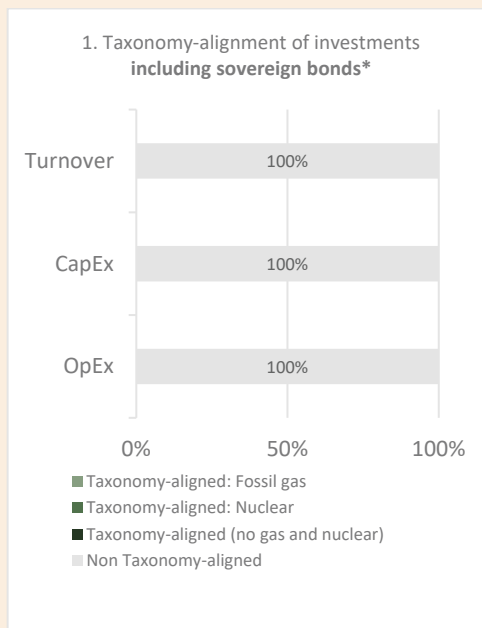 1. Taxonomy-alignment of investments
including sovereign bonds*
Turnover
100%
CapEx
100%
OpEx
100%
0%
50%
100%
Taxonomy-aligned: Fossil gas
Taxonomy-aligned: Nuclear
Taxonomy-aligned (no gas and nuclear)
Non Taxonomy-aligned